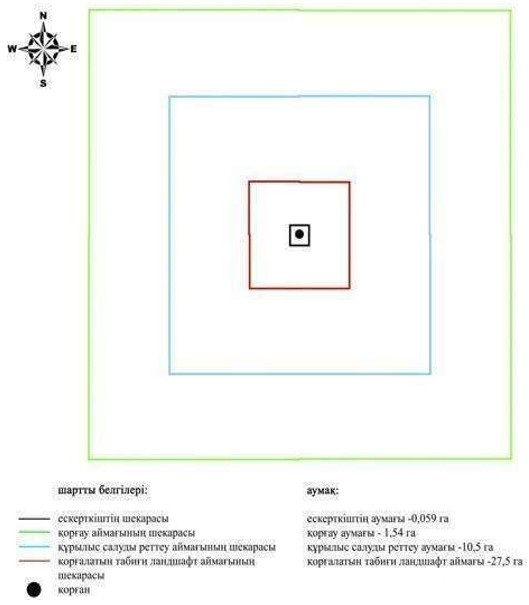 N
W E
S
шартты белгілері: аумақ:
ескерткіштің шекарасы ескерткіштің аумағы -0,059 га
қорғау аймағының шекарасы қорғау аумағы - 1,54 га
құрылыс салуды реттеу аймағының шекарасы құрылыс салуды реттеу аумағы -10,5 га
қорғалатын табиғи ландшафт аймағының қорғалатын табиғи ландшафт аймағы -27,5 га
шекарасы
қорған